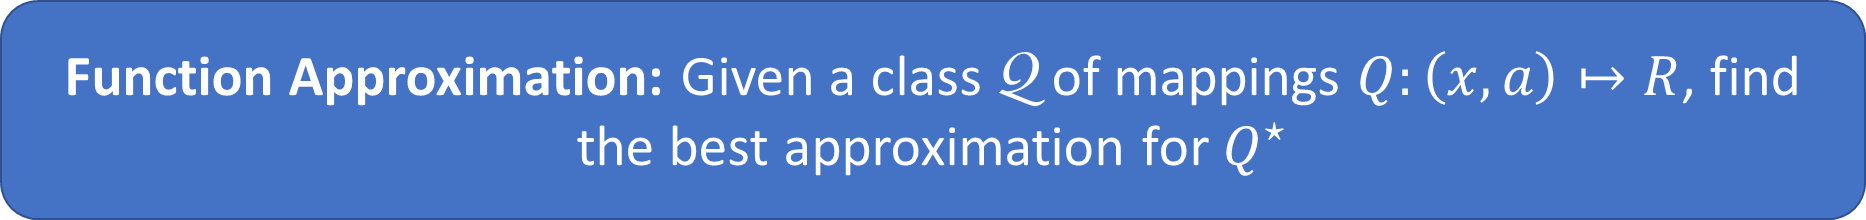 Function Approximation: Given a class 𝒬 of mappings Q: (x, a) ↦ R, find
the best approximation for Q⋆